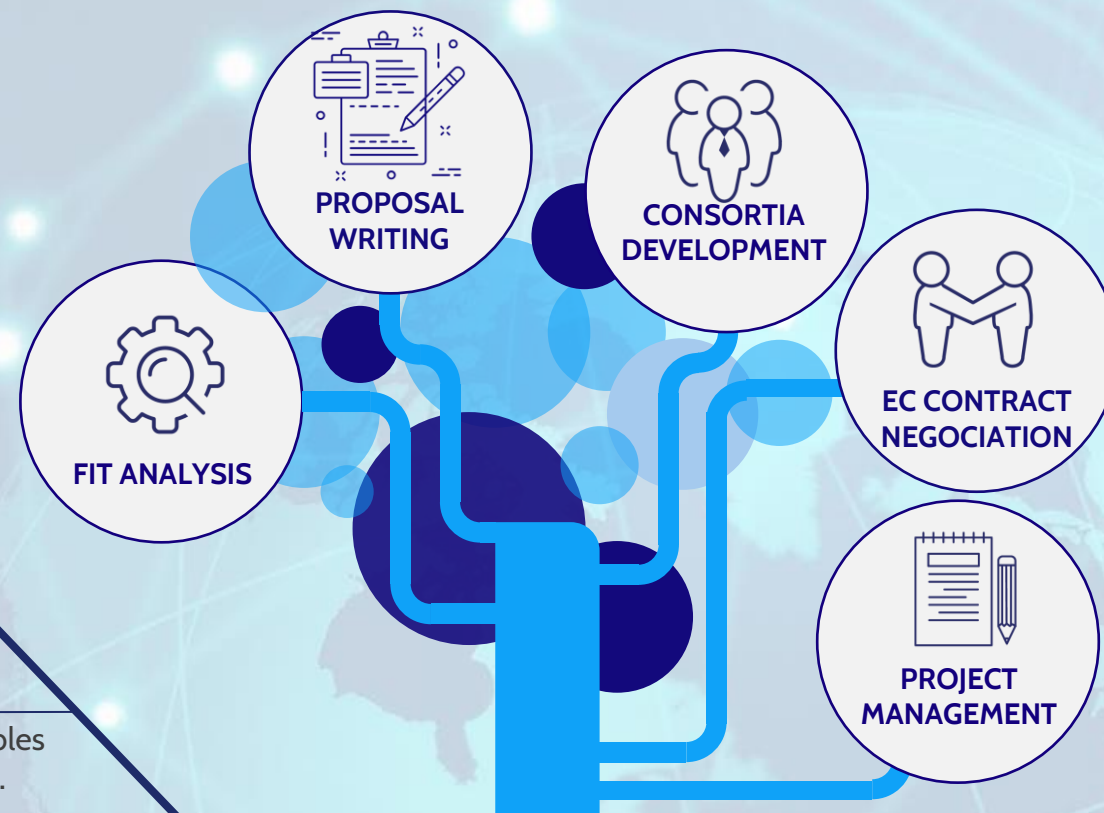 PROPOSAL
WRITING
CONSORTIA
DEVELOPMENT
FIT ANALYSIS
EC CONTRACT
NEGOCIATION
PROJECT
MANAGEMENT